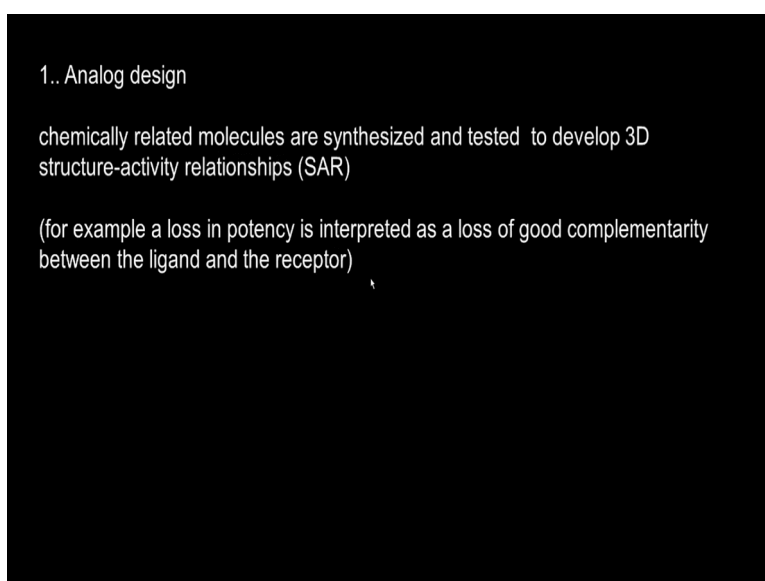 1.. Analog design
chemically related molecules are synthesized and tested  to develop 3D
structure-activity relationships (SAR)
(for example a loss in potency is interpreted as a loss of good complementarity
between the ligand and the receptor)